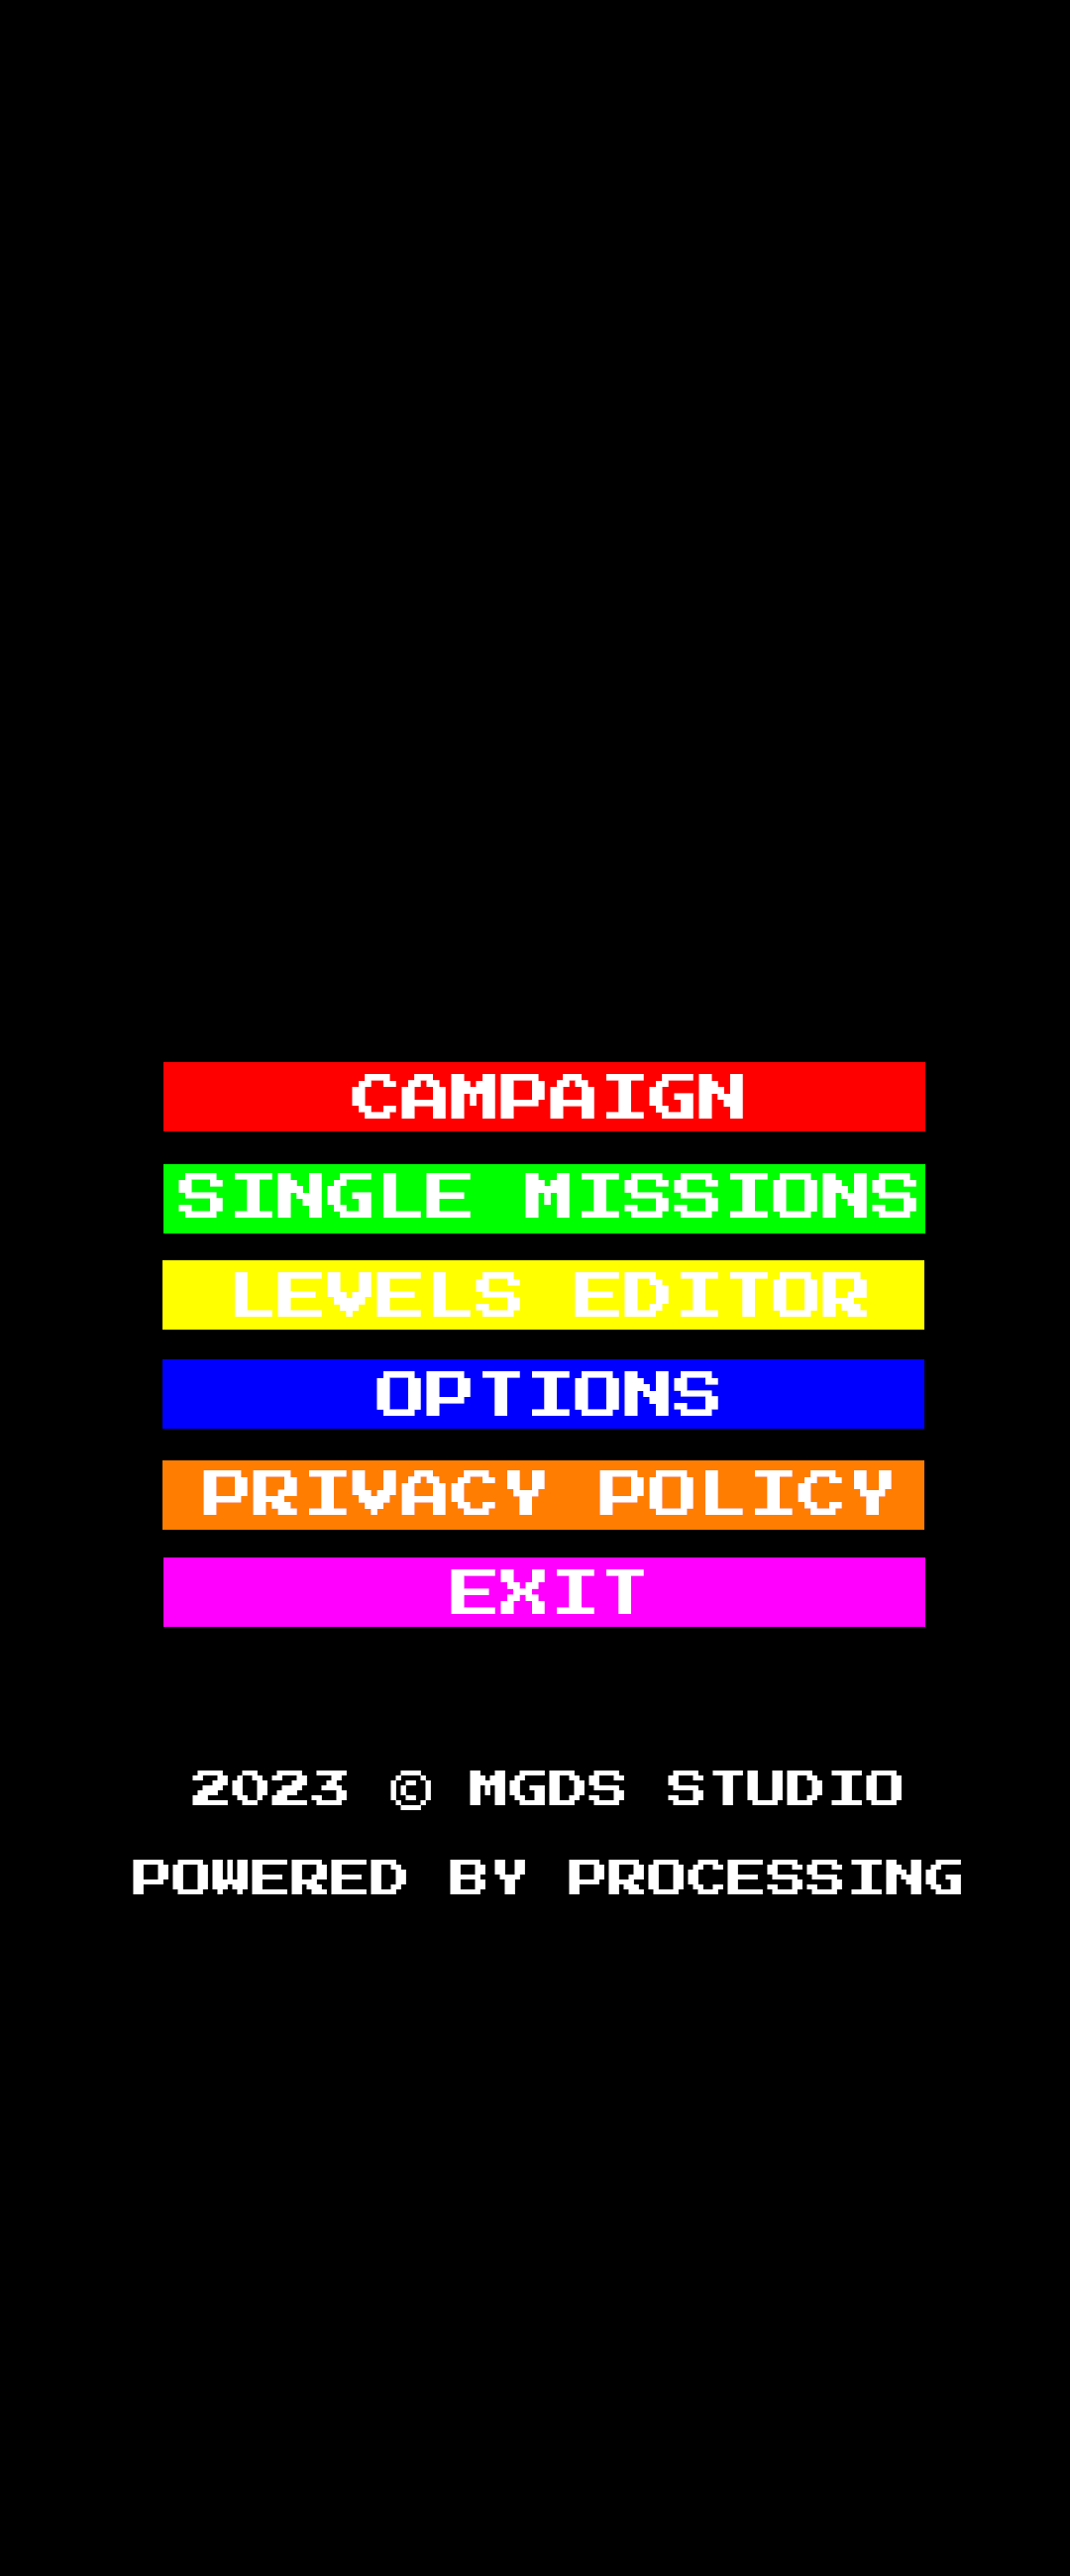 CAMPAIGN
SINGLE MISSIONS
LEVELS EDITOR
OPTIONS
PRIVACY POLICY
EXIT
2023 © MGDS STUDIO
POWERED BY PROCESSING